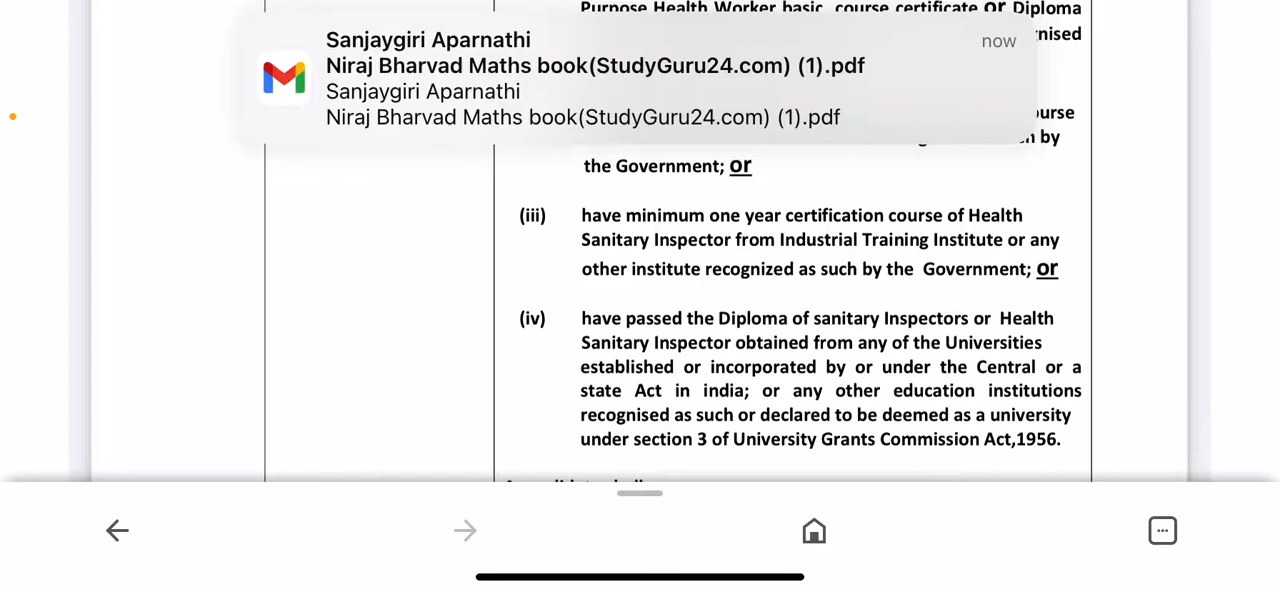 Purpose Health Worker basic course certificate or Diploma
Sanjaygiri Aparnathi
now
Niraj Bharvad Maths book(StudyGuru24.com) (1).pdf
Sanjaygiri Aparnathi
Niraj Bharvad Maths book(StudyGuru24.com) (1).pdf
by
the Government; or
(iii) have minimum one year certification course of Health
Sanitary Inspector from Industrial Training Institute or any
other institute recognized as such by the Government; or
(iv) have passed the Diploma of sanitary Inspectors or Health
Sanitary Inspector obtained from any of the Universities
established or incorporated by or under the Central or a
state Act in india; or any other education institutions
recognised as such or declared to be deemed as a university
under section 3 of University Grants Commission Act,1956.